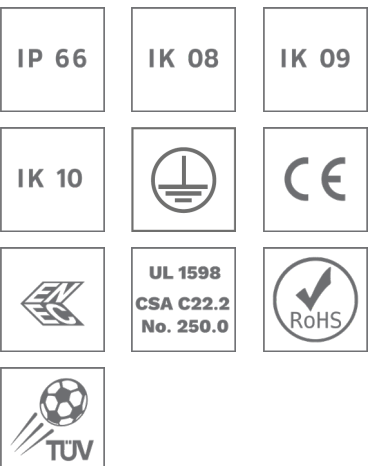 IP 66
IK 08
IK 09
IK 10
CE
ENEC
UL 1598
CSA C22.2
No. 250.0
RoHS
TÜV